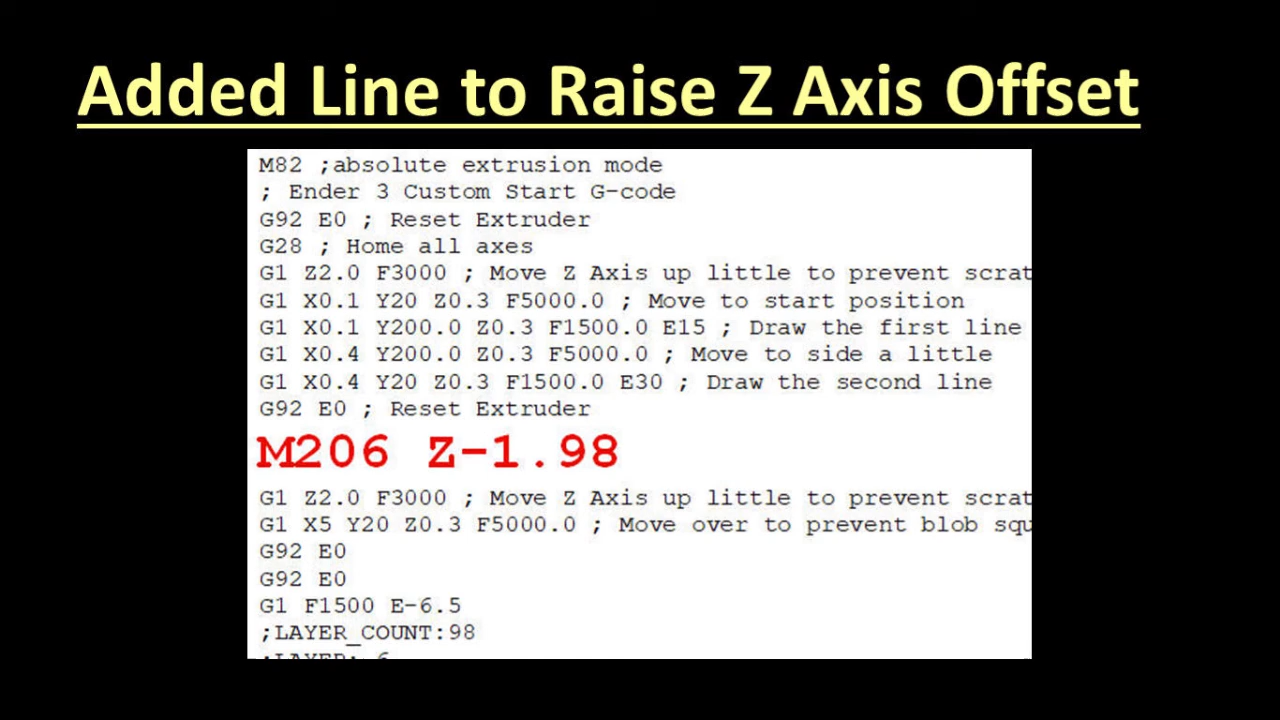 Added Line to Raise Z Axis Offset
M82 ;absolute extrusion mode
; Ender 3 Custom Start G-code
G92 E0 ; Reset Extruder
G28 ; Home all axes
G1 Z2.0 F3000 ; Move Z Axis up little to prevent scrat
G1 X0.1 Y20 Z0.3 F5000.0 ; Move to start position
G1 X0.1 Y200.0 Z0.3 F1500.0 E15 ; Draw the first line
G1 X0.4 Y200.0 Z0.3 F5000.0 ; Move to side a little
G1 X0.4 Y20 Z0.3 F1500.0 E30 ; Draw the second line
G92 E0 ; Reset Extruder
M206 Z-1.98
G1 Z2.0 F3000 ; Move Z Axis up little to prevent scrat
G1 X5 Y20 Z0.3 F5000.0 ; Move over to prevent blob squ
G92 E0
G92 E0
G1 F1500 E-6.5
;LAYER_COUNT:98